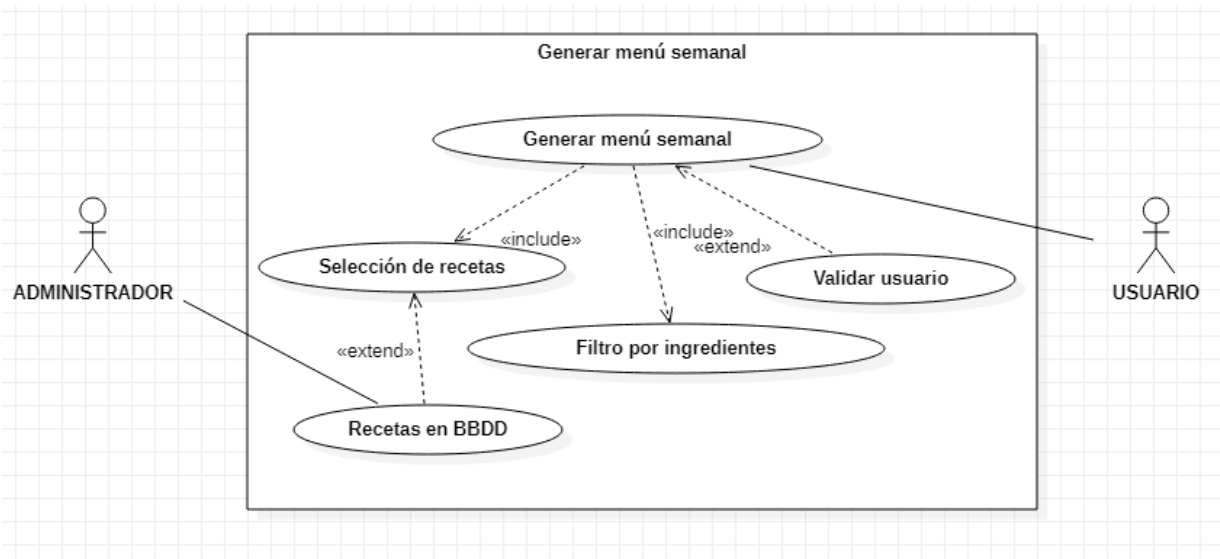 Generar menú semanal
Generar menú semanal
«include»
«include»
«extend»
Selección de recetas
Validar usuario
ADMINISTRADOR
USUARIO
«extend»
Filtro por ingredientes
Recetas en BBDD